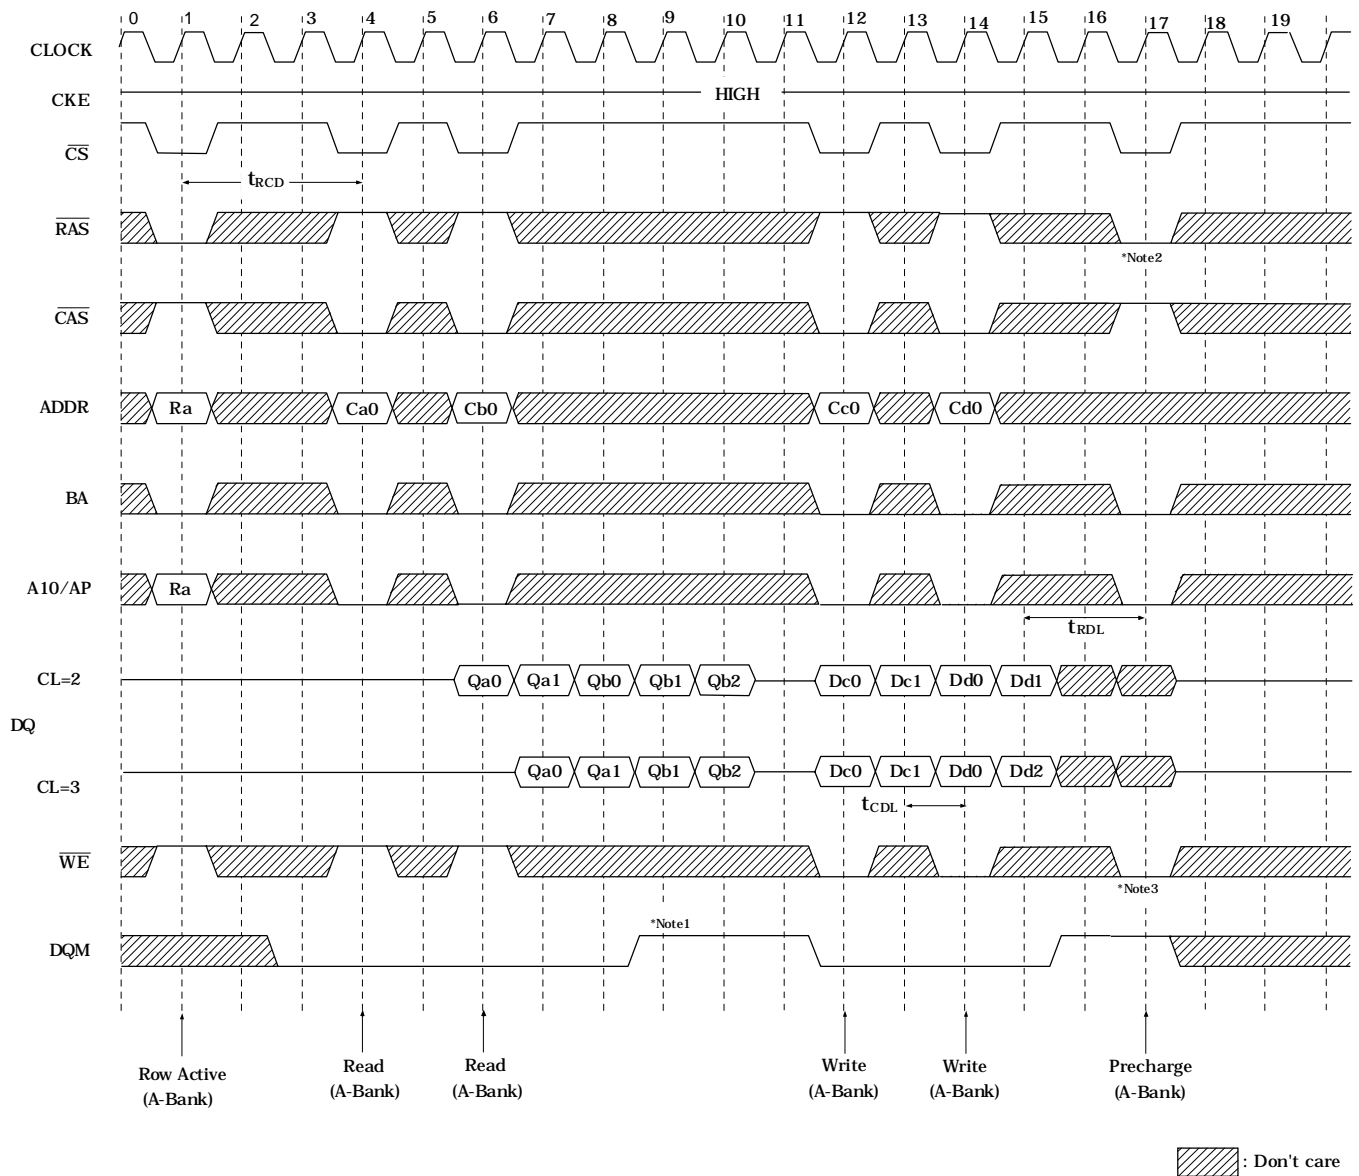 0 1 2 3 4 5 6 7 8 9 10 11 12 13 14 15 16 17 18 19
CLOCK
CKE HIGH
CS
tRCD
RAS
*Note2
CAS
ADDR Ra Ca0 Cb0 Cc0 Cd0
BA
A10/AP Ra
tRDL
CL=2 Qa0 Qa1 Qb0 Qb1 Qb2 Dc0 Dc1 Dd0 Dd1
DQ
CL=3 Qa0 Qa1 Qb1 Qb2 Dc0 Dc1 Dd0 Dd2
tCDL
WE
*Note3
*Note1
DQM
Row Active
(A-Bank)
Read
(A-Bank)
Read
(A-Bank)
Write
(A-Bank)
Write
(A-Bank)
Precharge
(A-Bank)
: Don't care